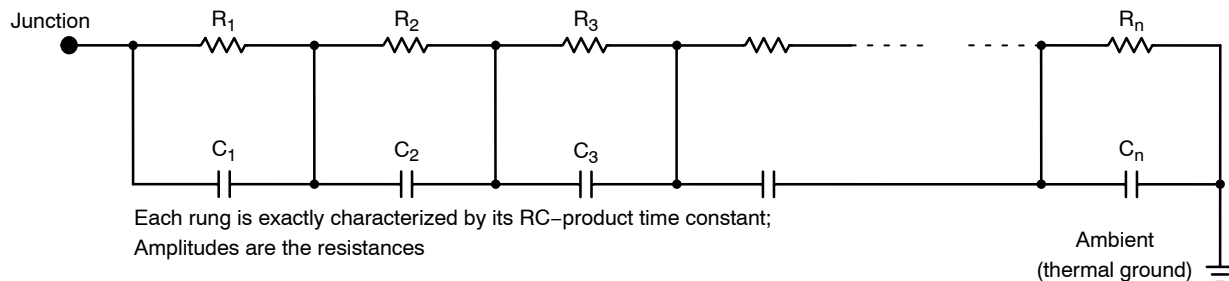 Junction
R₁ R₂ R₃ Rₙ
C₁ C₂ C₃ Cₙ
Each rung is exactly characterized by its RC−product time constant;
Amplitudes are the resistances
Ambient
(thermal ground)